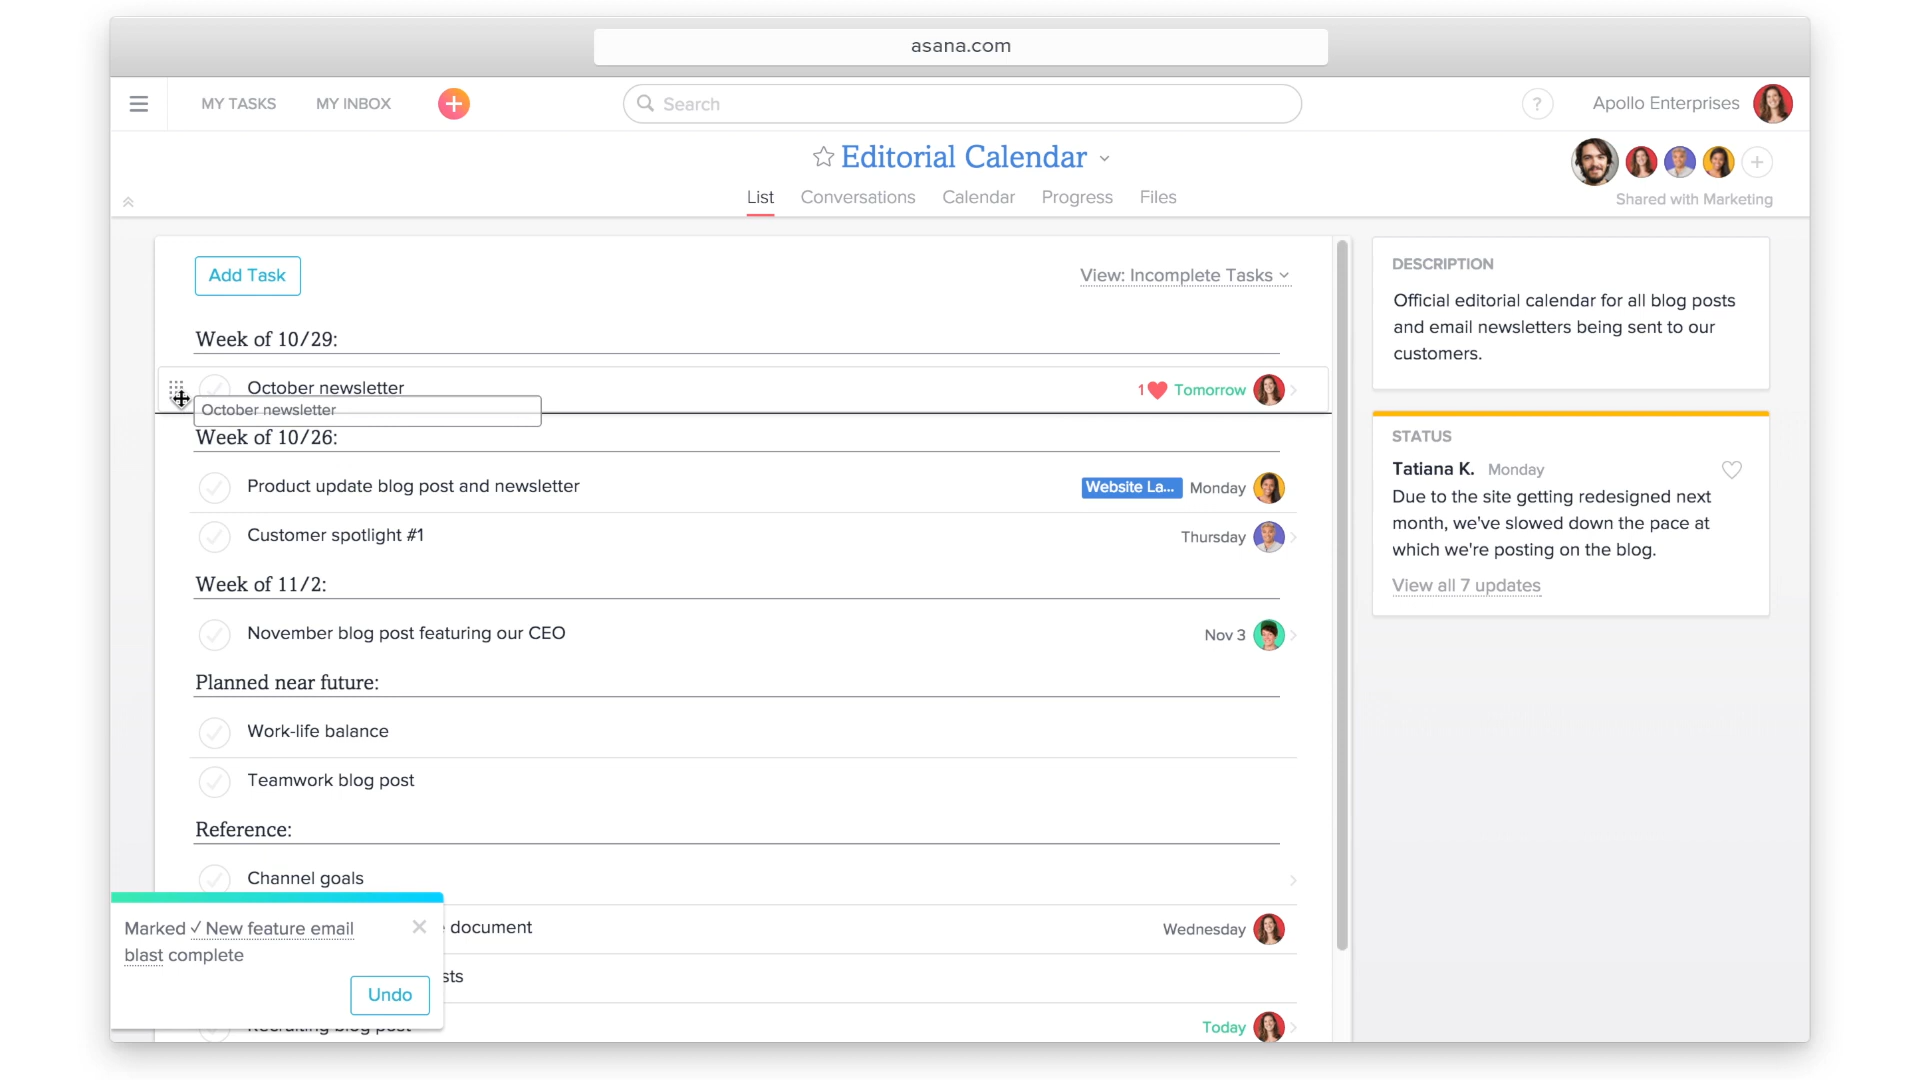 asana.com
MY TASKS
MY INBOX
Search
?
Apollo Enterprises
Editorial Calendar
List
Conversations
Calendar
Progress
Files
Shared with Marketing
Add Task
View: Incomplete Tasks
Week of 10/29:
October newsletter
1
Tomorrow
October newsletter
Week of 10/26:
Product update blog post and newsletter
Website La...
Monday
Customer spotlight #1
Thursday
Week of 11/2:
November blog post featuring our CEO
Nov 3
Planned near future:
Work-life balance
Teamwork blog post
Reference:
Channel goals
document
Wednesday
sts
Recruiting blog post
Today
Marked ✓ New feature email
blast complete
Undo
DESCRIPTION
Official editorial calendar for all blog posts
and email newsletters being sent to our
customers.
STATUS
Tatiana K. Monday
Due to the site getting redesigned next
month, we've slowed down the pace at
which we're posting on the blog.
View all 7 updates